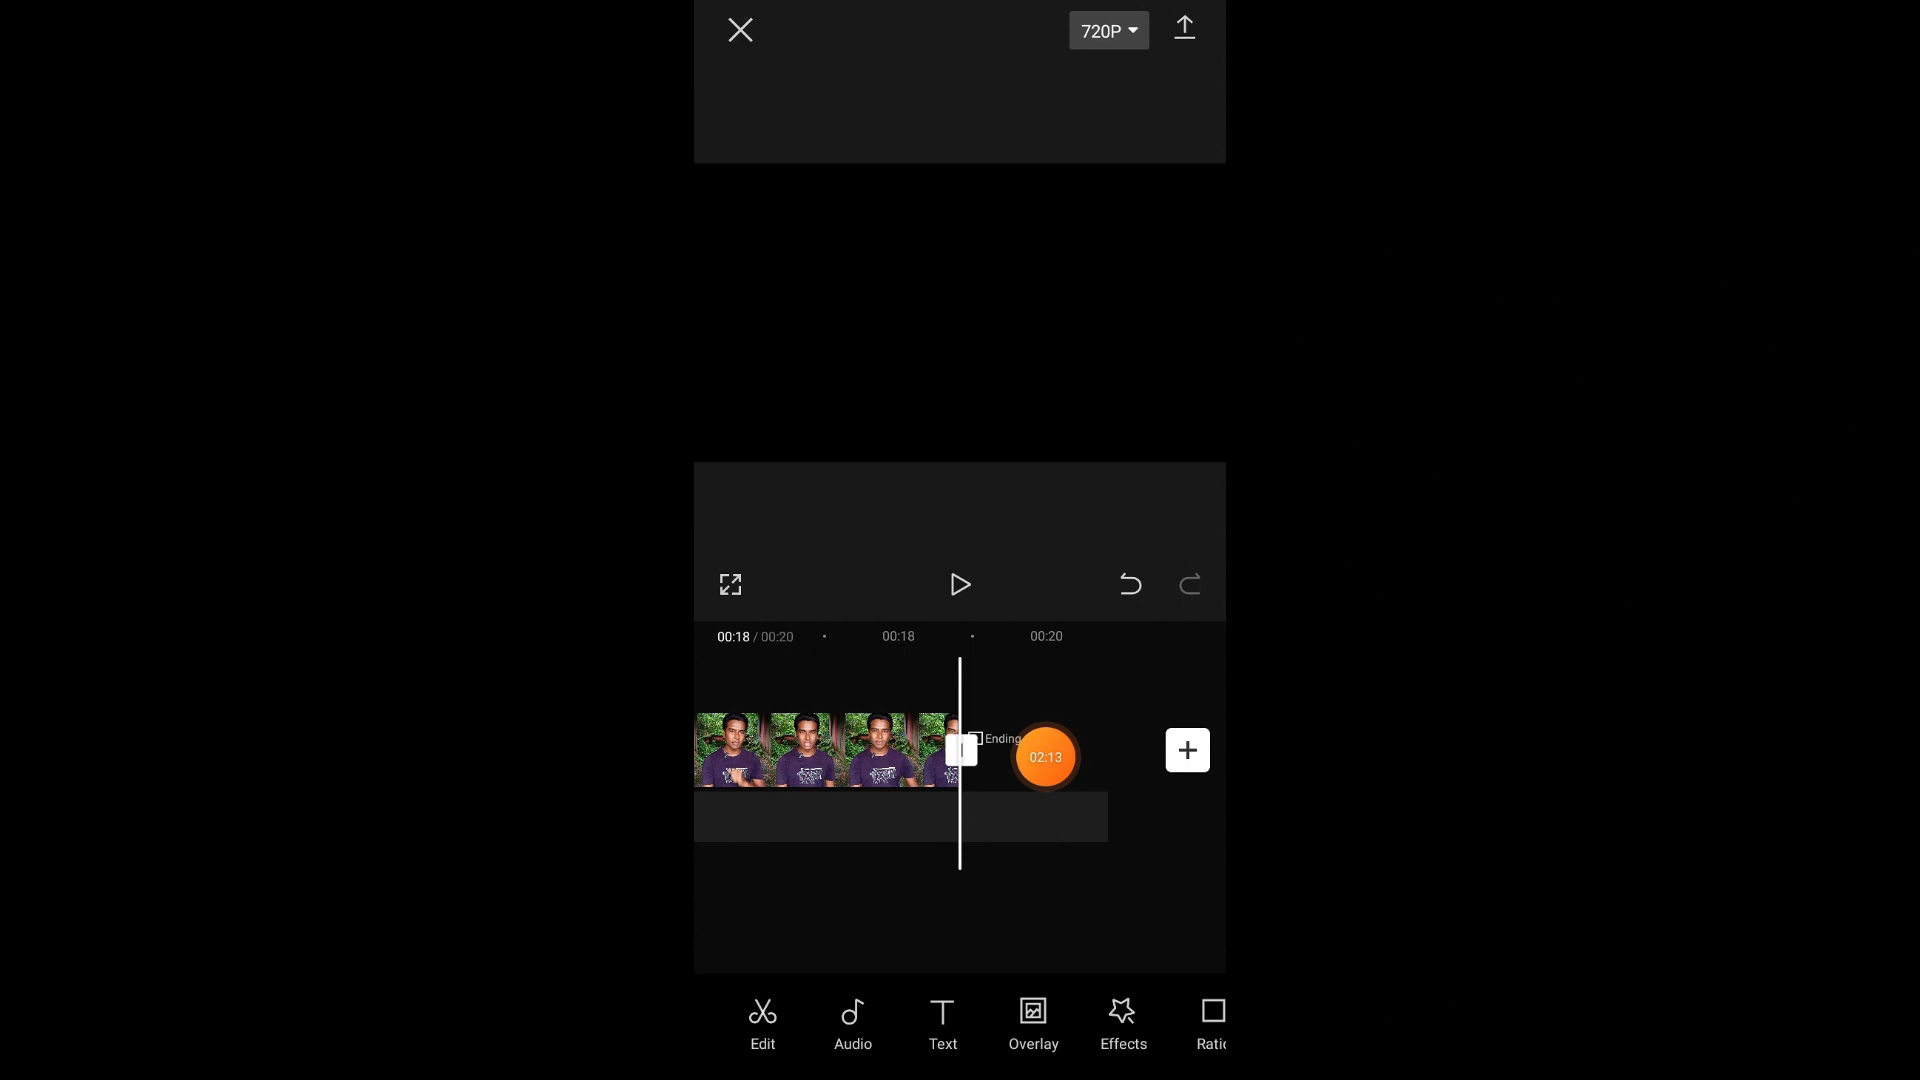 720P
00:18 / 00:20
00:18
00:20
Ending
02:13
Edit
Audio
Text
Overlay
Effects
Ratio